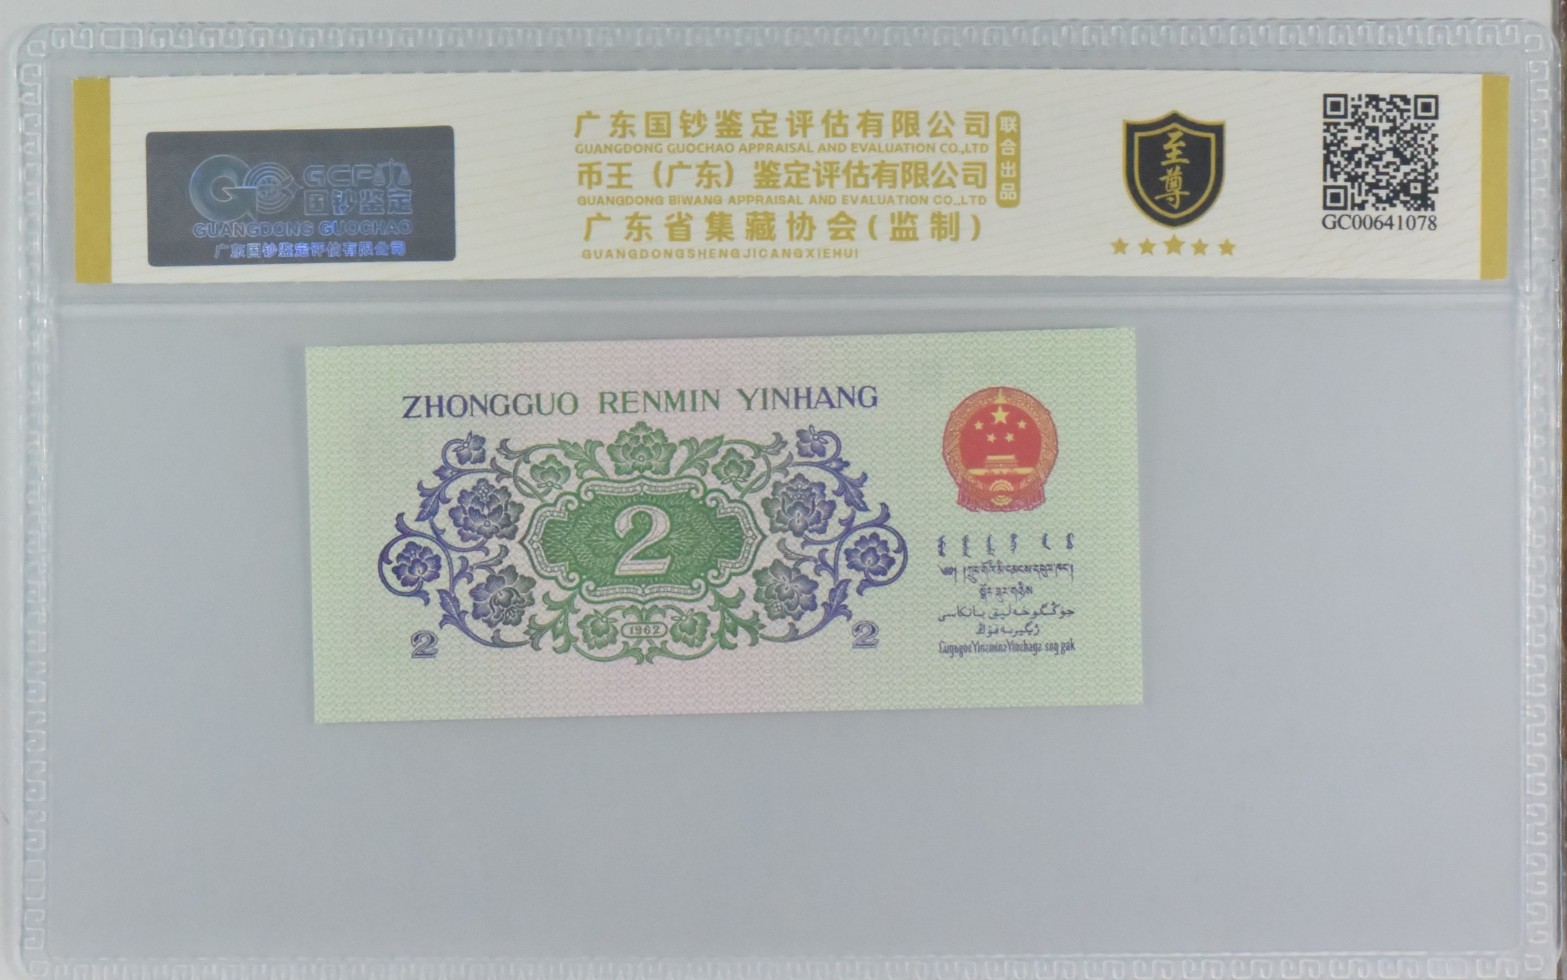 GCP
国钞鉴定
GUANGDONG GUOCHAO
广东国钞鉴定评估有限公司
广东国钞鉴定评估有限公司
GUANGDONG GUOCHAO APPRAISAL AND EVALUATION CO.,LTD
币王（广东）鉴定评估有限公司
GUANGDONG BIWANG APPRAISAL AND EVALUATION CO.,LTD
广东省集藏协会(监制)
GUANGDONGSHENGJICANGXIEHUI
联合出品
至尊
GC00641078
ZHONGGUO RENMIN YINHANG
2
1962
2
2